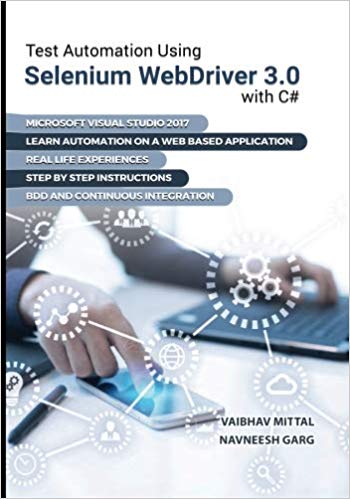 Test Automation Using
Selenium WebDriver 3.0
with C#
MICROSOFT VISUAL STUDIO 2017
LEARN AUTOMATION ON A WEB BASED APPLICATION
REAL LIFE EXPERIENCES
STEP BY STEP INSTRUCTIONS
BDD AND CONTINUOUS INTEGRATION
VAIBHAV MITTAL
NAVNEESH GARG